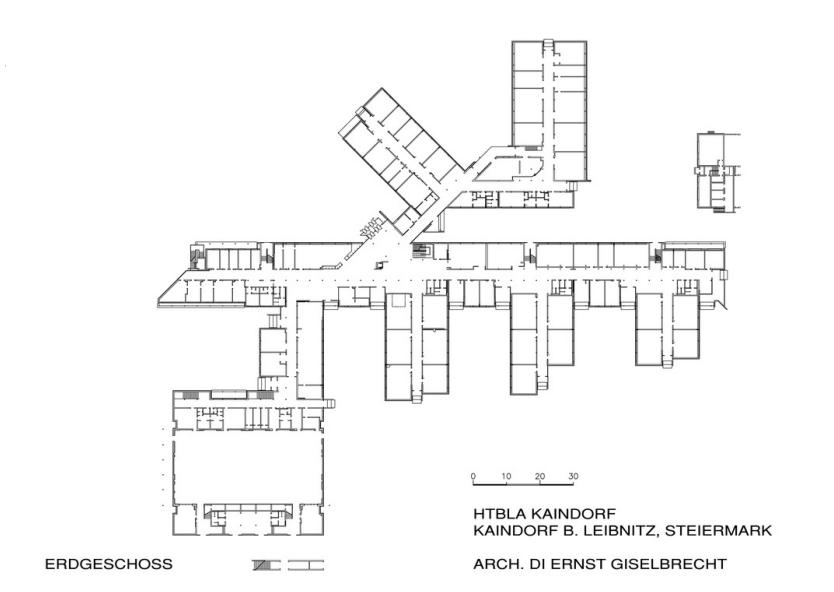 0 10 20 30
HTBLA KAINDORF
KAINDORF B. LEIBNITZ, STEIERMARK
ERDGESCHOSS
ARCH. DI ERNST GISELBRECHT